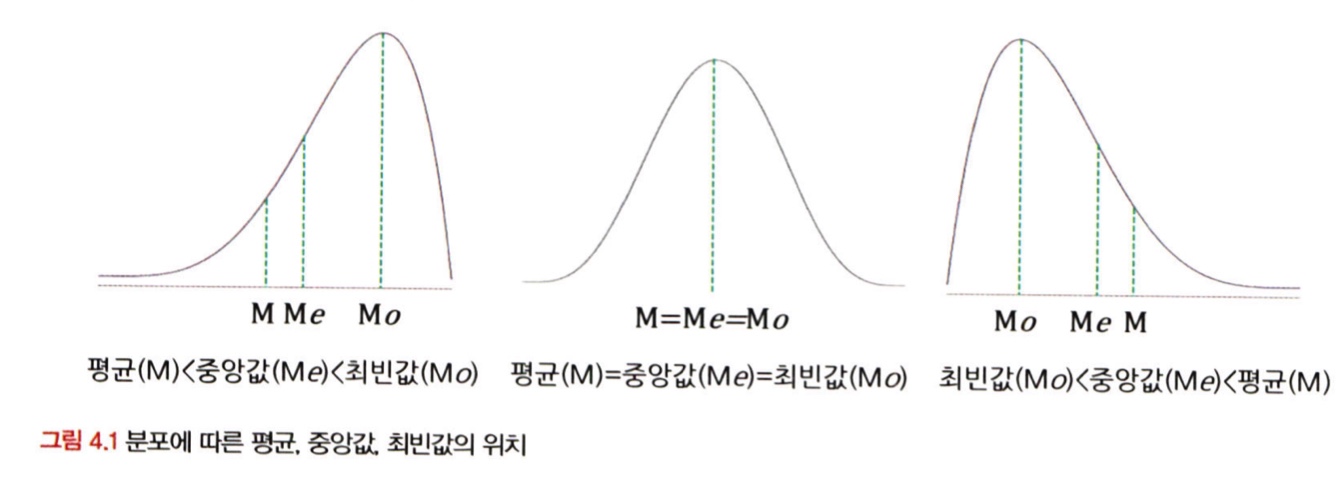 M Me Mo
M=Me=Mo
Mo Me M
평균(M)<중앙값(Me)<최빈값(Mo)
평균(M)=중앙값(Me)=최빈값(Mo)
최빈값(Mo)<중앙값(Me)<평균(M)
그림 4.1 분포에 따른 평균, 중앙값, 최빈값의 위치